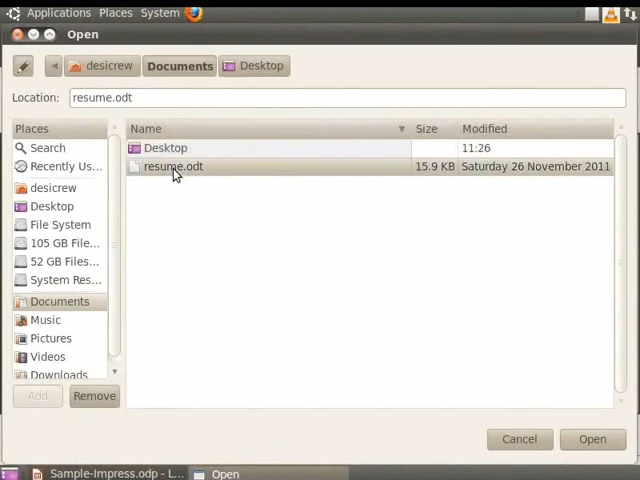 Applications Places System
Open
desicrew Documents Desktop
Location: resume.odt
Places Name Size Modified
Search Desktop 11:26
Recently Us... resume.odt 15.9 KB Saturday 26 November 2011
desicrew
Desktop
File System
105 GB File...
52 GB Files...
System Res...
Documents
Music
Pictures
Videos
Downloads
Add Remove Cancel Open
Sample-Impress.odp - L... Open